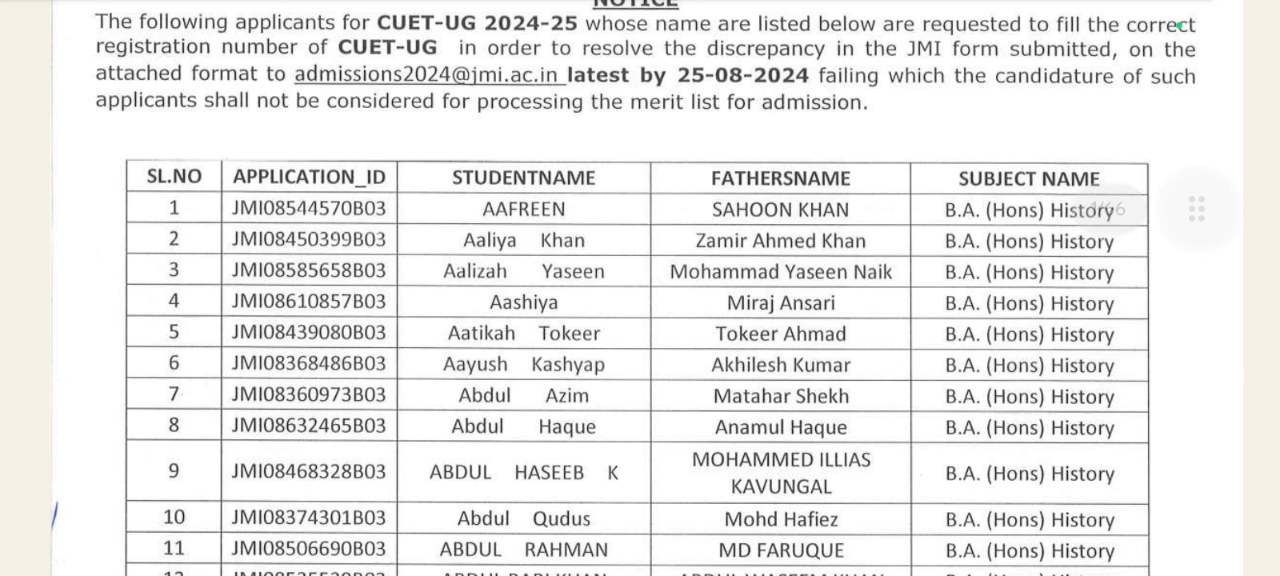 NOTICE
The following applicants for CUET-UG 2024-25 whose name are listed below are requested to fill the correct
registration number of CUET-UG in order to resolve the discrepancy in the JMI form submitted, on the
attached format to admissions2024@jmi.ac.in latest by 25-08-2024 failing which the candidature of such
applicants shall not be considered for processing the merit list for admission.
SL.NO APPLICATION_ID STUDENTNAME FATHERSNAME SUBJECT NAME
1 JMI08544570B03 AAFREEN SAHOON KHAN B.A. (Hons) History
2 JMI08450399B03 Aaliya Khan Zamir Ahmed Khan B.A. (Hons) History
3 JMI08585658B03 Aalizah Yaseen Mohammad Yaseen Naik B.A. (Hons) History
4 JMI08610857B03 Aashiya Miraj Ansari B.A. (Hons) History
5 JMI08439080B03 Aatikah Tokeer Tokeer Ahmad B.A. (Hons) History
6 JMI08368486B03 Aayush Kashyap Akhilesh Kumar B.A. (Hons) History
7 JMI08360973B03 Abdul Azim Matahar Shekh B.A. (Hons) History
8 JMI08632465B03 Abdul Haque Anamul Haque B.A. (Hons) History
9 JMI08468328B03 ABDUL HASEEB K MOHAMMED ILLIAS KAVUNGAL B.A. (Hons) History
10 JMI08374301B03 Abdul Qudus Mohd Hafiez B.A. (Hons) History
11 JMI08506690B03 ABDUL RAHMAN MD FARUQUE B.A. (Hons) History